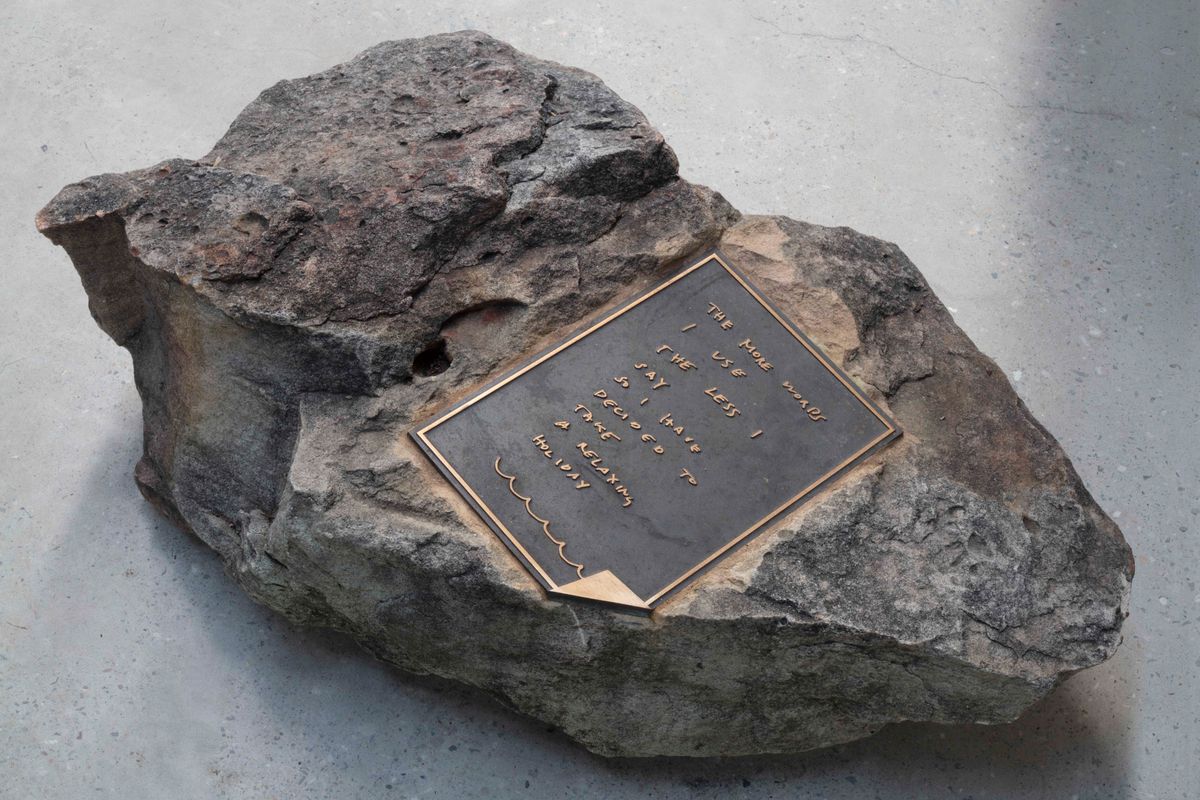 THE MORE WORDS
I USE
THE LESS I
SAY
SO I HAVE
DECIDED TO
TAKE
A RELAXING
HOLIDAY